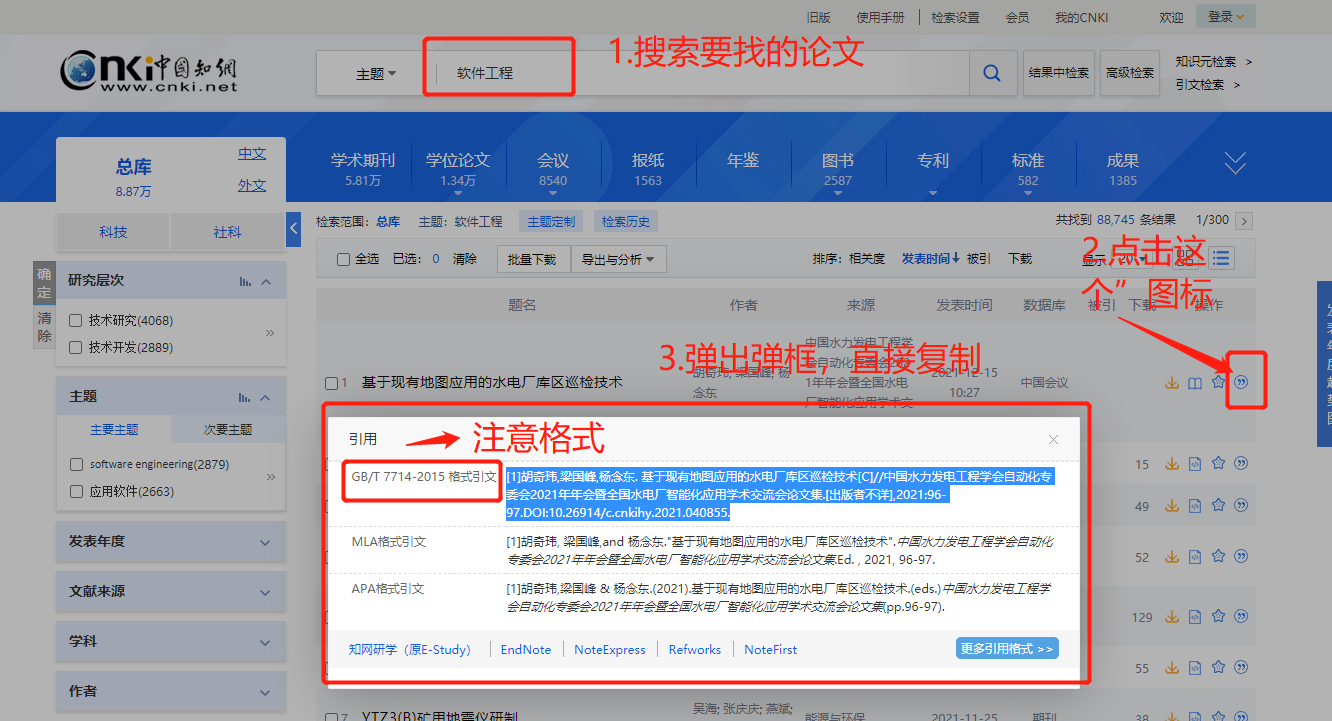 旧版 使用手册 检索设置 会员 我的CNKI 欢迎 登录
cnki中国知网
www.cnki.net
主题 软件工程 结果中检索 高级检索
知识元检索 >
引文检索 >
1.搜索要找的论文
总库
8.87万
中文
外文
学术期刊
5.81万
学位论文
1.34万
会议
8540
报纸
1563
年鉴
图书
2587
专利
标准
582
成果
1385
科技 社科
检索范围：总库 主题：软件工程 主题定制 检索历史 共找到 88,745 条结果 1/300 >
全选 已选：0 清除 批量下载 导出与分析 排序：相关度 发表时间↓ 被引 下载 显示 20
2.点击这
个”图标
确定
清除
研究层次
技术研究(4068)
技术开发(2889)
»
主题
主要主题 次要主题
software engineering(2879)
应用软件(2663)
»
发表年度
文献来源
学科
作者
题名 作者 来源 发表时间 数据库 被引 下载 操作
3.弹出弹框，直接复制
1 基于现有地图应用的水电厂库区巡检技术
胡奇玮; 梁国峰; 杨
念东
中国水力发电工程学
会自动化专委会202
1年年会暨全国水电
厂智能化应用学术交
2021-12-15
10:27
中国会议
引用
注意格式
GB/T 7714-2015 格式引文
[1]胡奇玮,梁国峰,杨念东. 基于现有地图应用的水电厂库区巡检技术[C]//中国水力发电工程学会自动化专
委会2021年年会暨全国水电厂智能化应用学术交流会论文集.[出版者不详],2021:96-
97.DOI:10.26914/c.cnkihy.2021.040855.
MLA格式引文
[1]胡奇玮, 梁国峰,and 杨念东."基于现有地图应用的水电厂库区巡检技术".中国水力发电工程学会自动化
专委会2021年年会暨全国水电厂智能化应用学术交流会论文集.Ed. , 2021, 96-97.
APA格式引文
[1]胡奇玮,梁国峰 & 杨念东.(2021).基于现有地图应用的水电厂库区巡检技术.(eds.)中国水力发电工程学
会自动化专委会2021年年会暨全国水电厂智能化应用学术交流会论文集(pp.96-97).
知网研学（原E-Study） EndNote NoteExpress Refworks NoteFirst 更多引用格式 >>
15
49
52
129
55
7 YTZ3(B)矿用地震仪研制
吴海; 张庆庆; 燕斌;
能源与环保
2021-11-25
期刊
38